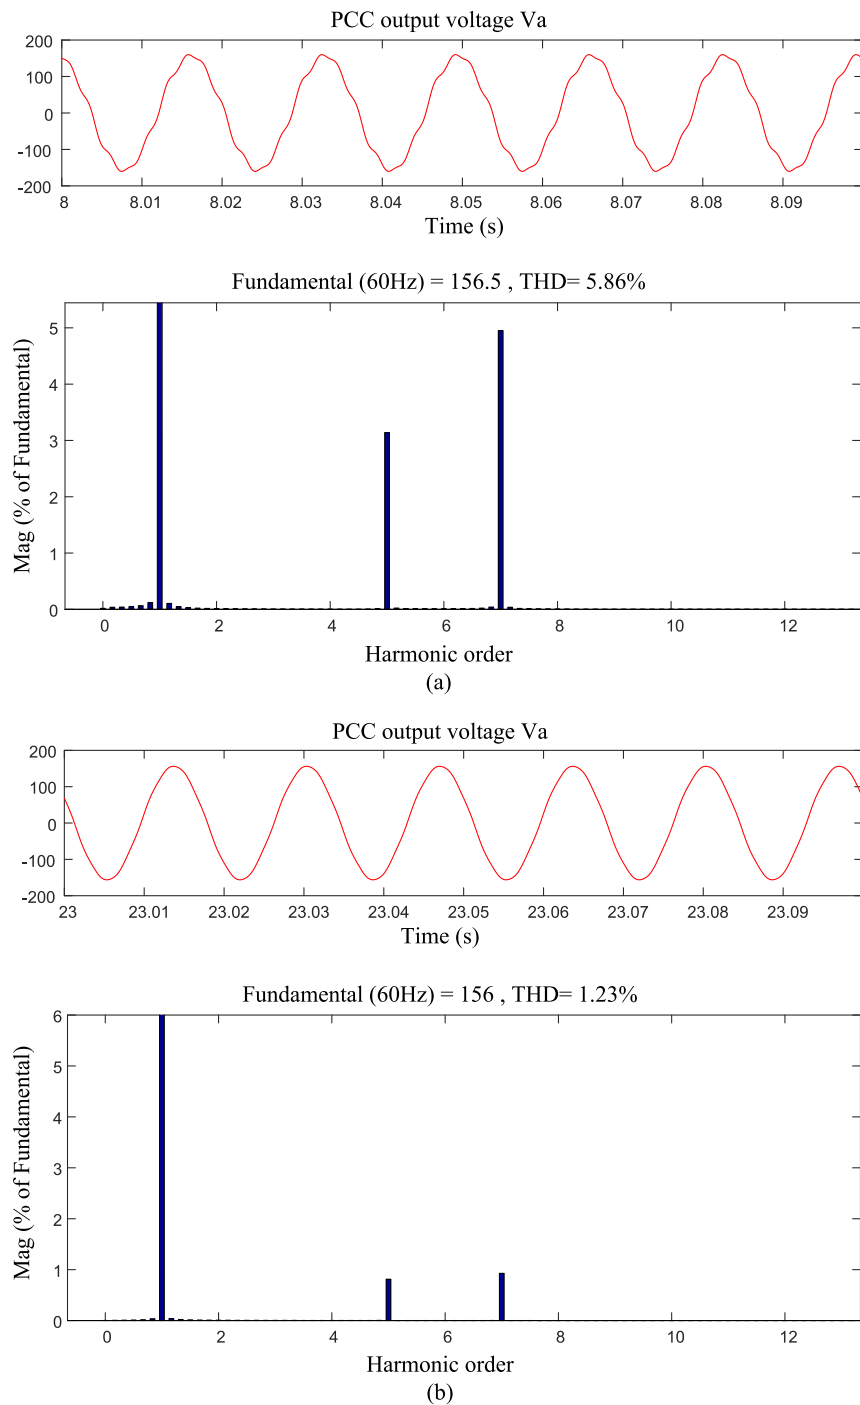 PCC output voltage Va
200
100
0
-100
-200
8 8.01 8.02 8.03 8.04 8.05 8.06 8.07 8.08 8.09
Time (s)
Fundamental (60Hz) = 156.5 , THD= 5.86%
Mag (% of Fundamental)
5
4
3
2
1
0
0 2 4 6 8 10 12
Harmonic order
(a)
PCC output voltage Va
200
100
0
-100
-200
23 23.01 23.02 23.03 23.04 23.05 23.06 23.07 23.08 23.09
Time (s)
Fundamental (60Hz) = 156 , THD= 1.23%
Mag (% of Fundamental)
6
5
4
3
2
1
0
0 2 4 6 8 10 12
Harmonic order
(b)